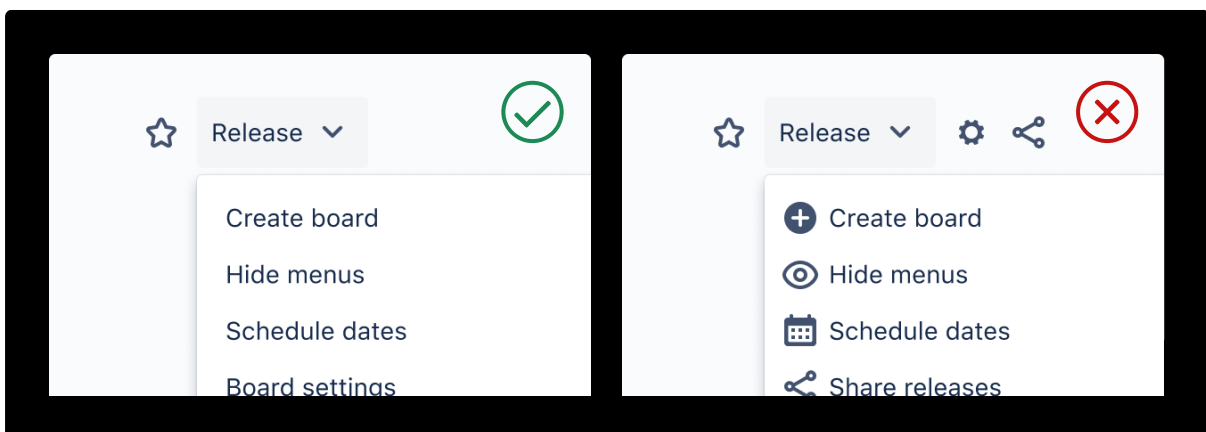 Release
Create board
Hide menus
Schedule dates
Board settings
Release
Create board
Hide menus
Schedule dates
Share releases